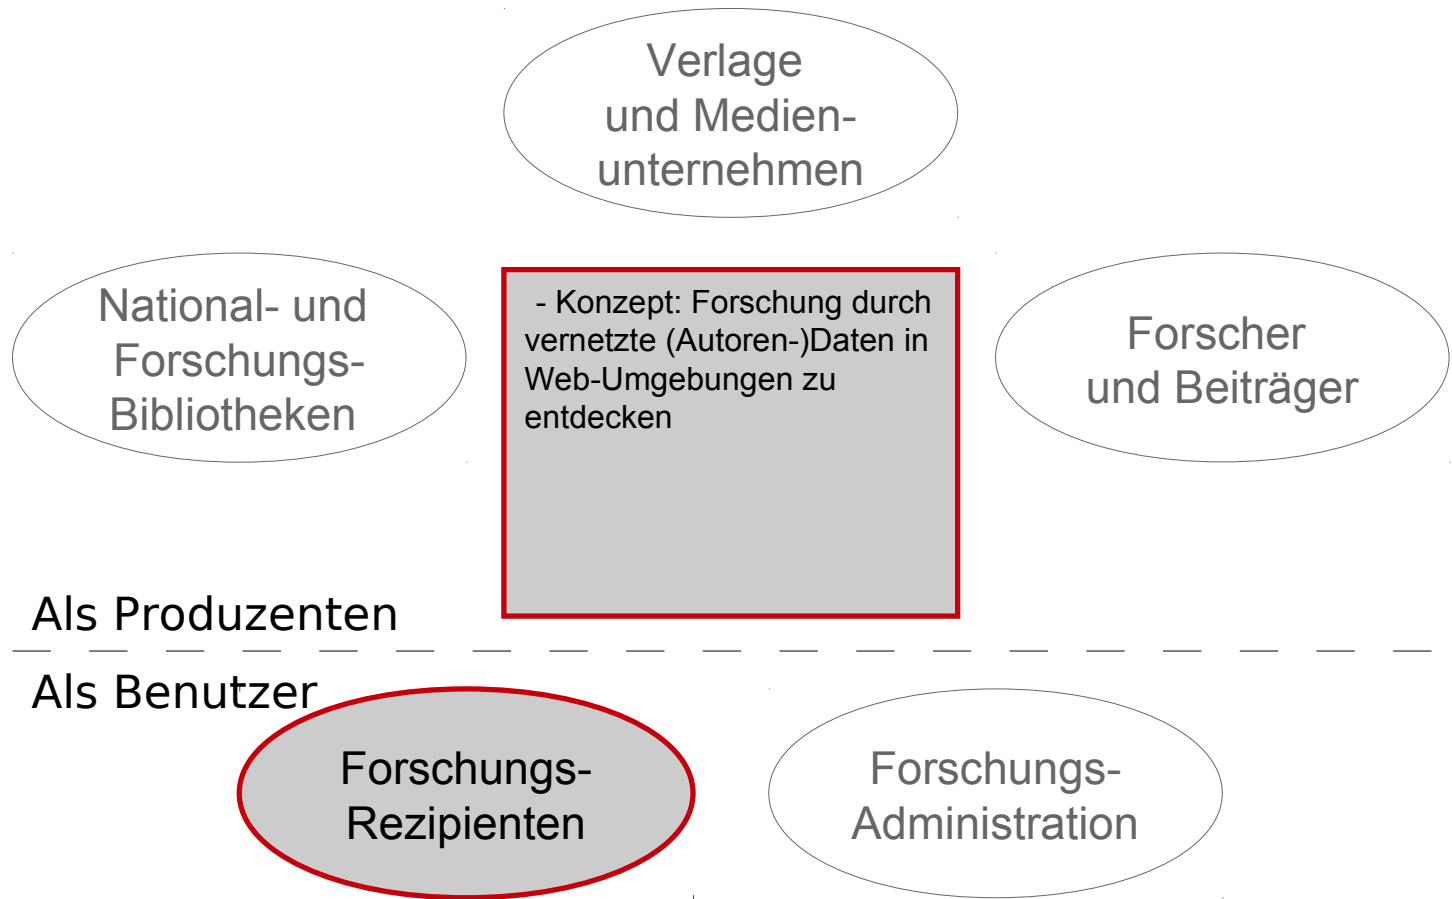 Verlage
und Medien-
unternehmen
National- und
Forschungs-
Bibliotheken
- Konzept: Forschung durch
vernetzte (Autoren-)Daten in
Web-Umgebungen zu
entdecken
Forscher
und Beiträger
Als Produzenten
Als Benutzer
Forschungs-
Rezipienten
Forschungs-
Administration